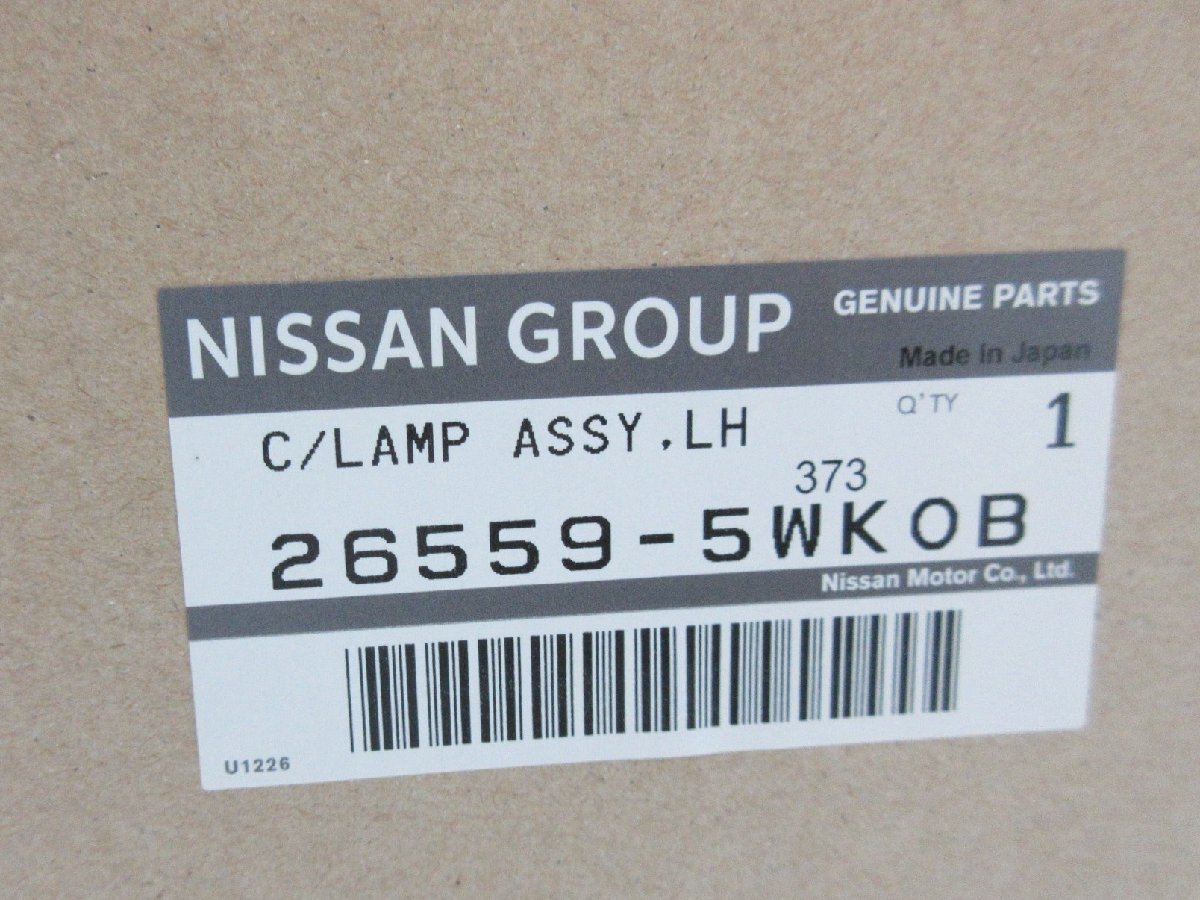 NISSAN GROUP GENUINE PARTS
Made in Japan
C/LAMP ASSY,LH Q'TY 1
373
26559-5WK0B
Nissan Motor Co., Ltd.
U1226